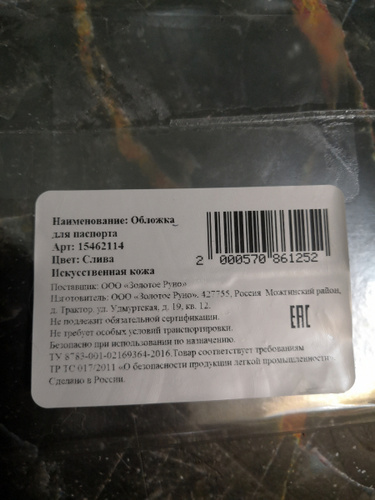 Наименование: Обложка
для паспорта
Арт: 15462114
Цвет: Слива
Искусственная кожа
2 000570 861252
Поставщик: ООО «Золотое Руно»
Изготовитель: ООО «Золотое Руно», 427755, Россия Можгинский район,
д. Трактор, ул. Удмуртская, д. 19, кв. 12.
Не подлежит обязательной сертификации.
Не требует особых условий транспортировки.
Безопасно при использовании по назначению.
ТУ 8783-001-02169364-2016.Товар соответствует требованиям
ТР ТС 017/2011 «О безопасности продукции легкой промышленности»
Сделано в России.
EAC